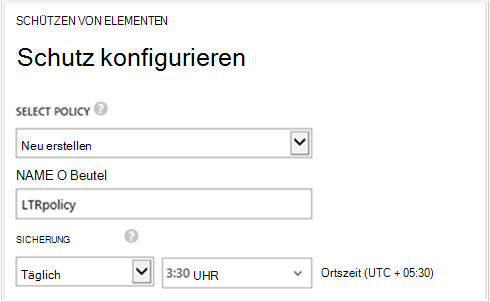 SCHÜTZEN VON ELEMENTEN
Schutz konfigurieren
SELECT POLICY ?
Neu erstellen
NAME O Beutel
LTRpolicy
SICHERUNG ?
Täglich 3:30 UHR Ortszeit (UTC + 05:30)